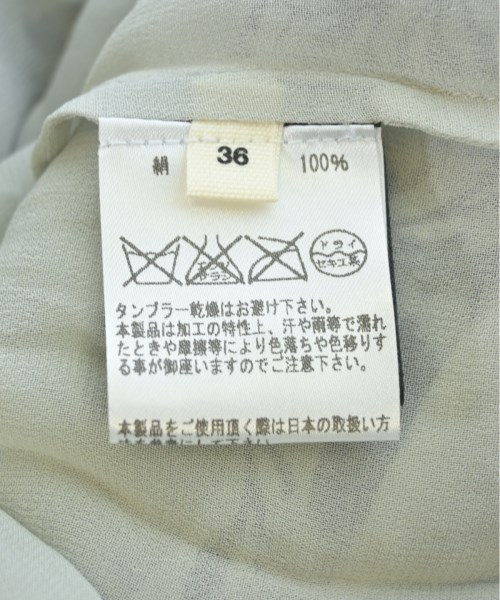 絹 36 100%
ドライ
セキユ系
タンブラー乾燥はお避け下さい。
本製品は加工の特性上、汗や雨等で濡れ
たときや摩擦等により色落ちや色移りす
る事が御座いますのでご注意下さい。
本製品をご使用頂く際は日本の取扱い方